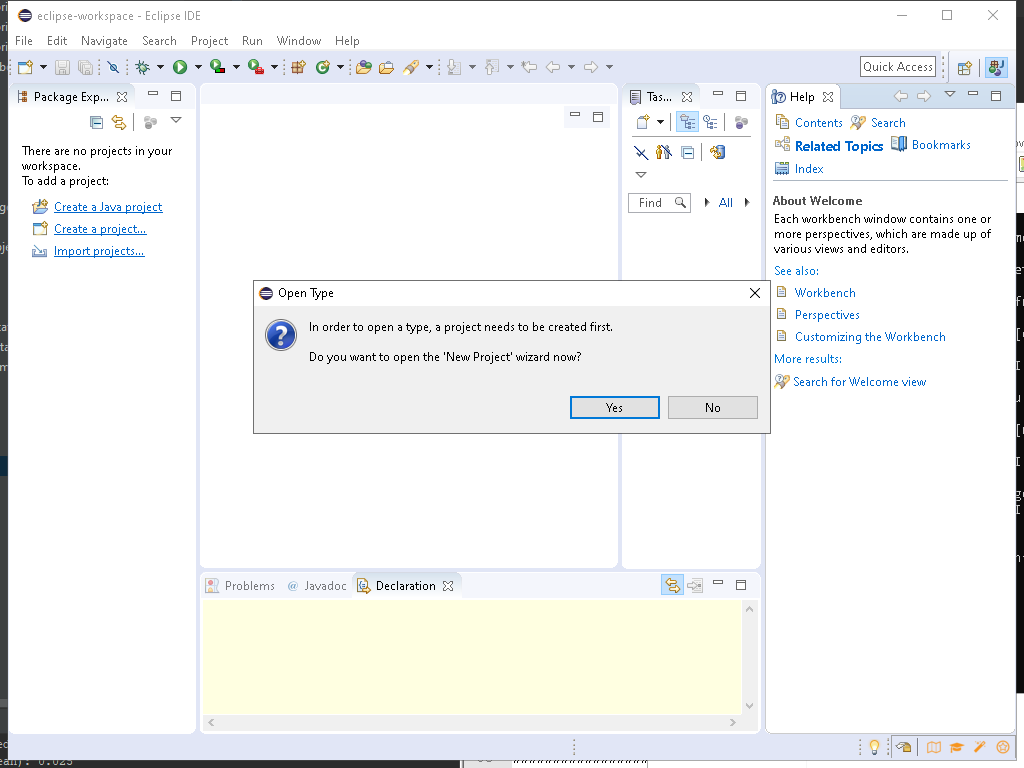 eclipse-workspace - Eclipse IDE
File Edit Navigate Search Project Run Window Help
Quick Access
Package Exp...
There are no projects in your
workspace.
To add a project:
Create a Java project
Create a project...
Import projects...
Tas...
Find
All
Help
Contents Search
Related Topics Bookmarks
Index
About Welcome
Each workbench window contains one or
more perspectives, which are made up of
various views and editors.
See also:
Workbench
Perspectives
Customizing the Workbench
More results:
Search for Welcome view
Open Type
In order to open a type, a project needs to be created first.
Do you want to open the 'New Project' wizard now?
Yes No
Problems @ Javadoc Declaration